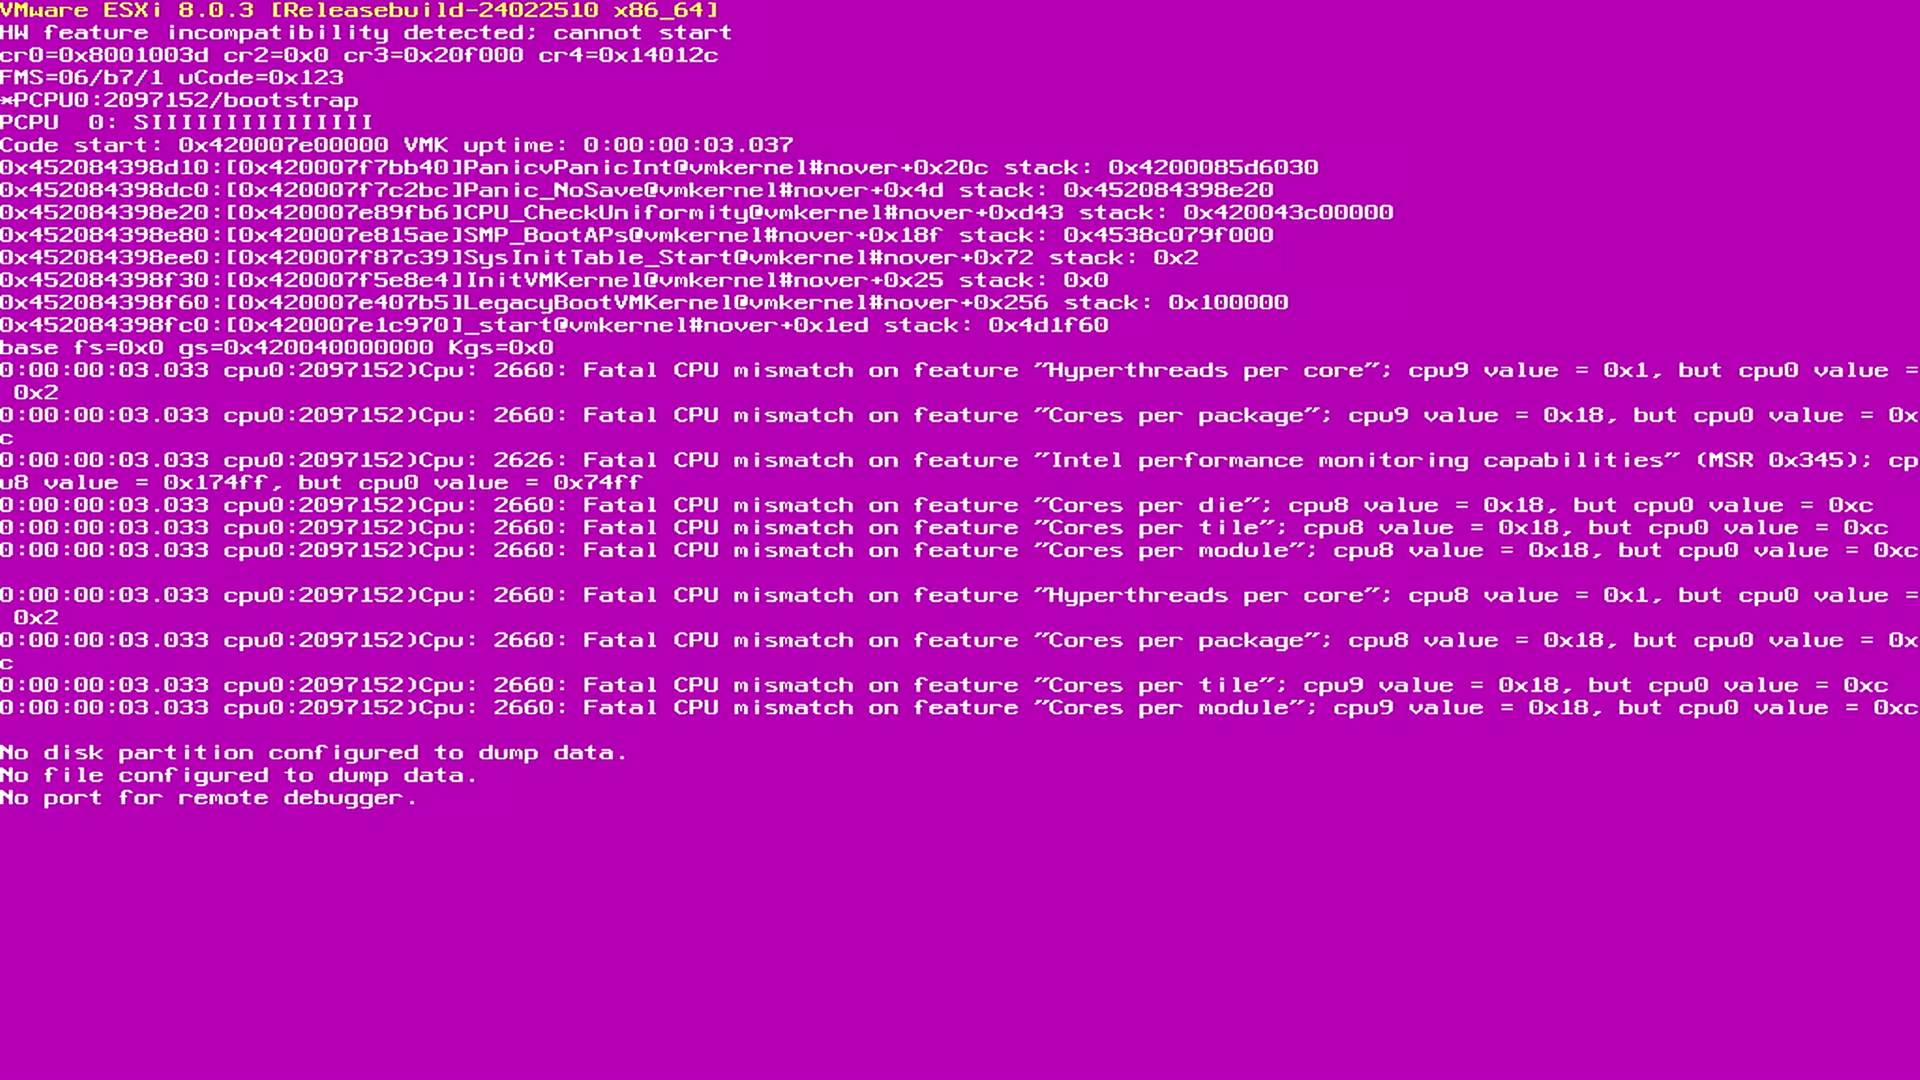 VMware ESXi 8.0.3 [Releasebuild-24022510 x86_64]
HW feature incompatibility detected; cannot start
cr0=0x8001003d cr2=0x0 cr3=0x20f000 cr4=0x14012c
FMS=06/b7/1 uCode=0x123
*PCPU0:2097152/bootstrap
PCPU  0: SIIIIIIIIIIIIIII
Code start: 0x420007e00000 VMK uptime: 0:00:00:03.037
0x452084398d10:[0x420007f7bb40]PanicvPanicInt@vmkernel#nover+0x20c stack: 0x4200085d6030
0x452084398dc0:[0x420007f7c2bc]Panic_NoSave@vmkernel#nover+0x4d stack: 0x452084398e20
0x452084398e20:[0x420007e89fb6]CPU_CheckUniformity@vmkernel#nover+0xd43 stack: 0x420043c00000
0x452084398e80:[0x420007e815ae]SMP_BootAPs@vmkernel#nover+0x18f stack: 0x4538c079f000
0x452084398ee0:[0x420007f87c39]SysInitTable_Start@vmkernel#nover+0x72 stack: 0x2
0x452084398f30:[0x420007f5e8e4]InitVMKernel@vmkernel#nover+0x25 stack: 0x0
0x452084398f60:[0x420007e407b5]LegacyBootVMKernel@vmkernel#nover+0x256 stack: 0x100000
0x452084398fc0:[0x420007e1c970]_start@vmkernel#nover+0x1ed stack: 0x4d1f60
base fs=0x0 gs=0x420040000000 Kgs=0x0
0:00:00:03.033 cpu0:2097152)Cpu: 2660: Fatal CPU mismatch on feature "Hyperthreads per core"; cpu9 value = 0x1, but cpu0 value =
0x2
0:00:00:03.033 cpu0:2097152)Cpu: 2660: Fatal CPU mismatch on feature "Cores per package"; cpu9 value = 0x18, but cpu0 value = 0x
c
0:00:00:03.033 cpu0:2097152)Cpu: 2626: Fatal CPU mismatch on feature "Intel performance monitoring capabilities" (MSR 0x345); cp
u8 value = 0x174ff, but cpu0 value = 0x74ff
0:00:00:03.033 cpu0:2097152)Cpu: 2660: Fatal CPU mismatch on feature "Cores per die"; cpu8 value = 0x18, but cpu0 value = 0xc
0:00:00:03.033 cpu0:2097152)Cpu: 2660: Fatal CPU mismatch on feature "Cores per tile"; cpu8 value = 0x18, but cpu0 value = 0xc
0:00:00:03.033 cpu0:2097152)Cpu: 2660: Fatal CPU mismatch on feature "Cores per module"; cpu8 value = 0x18, but cpu0 value = 0xc
0:00:00:03.033 cpu0:2097152)Cpu: 2660: Fatal CPU mismatch on feature "Hyperthreads per core"; cpu8 value = 0x1, but cpu0 value =
0x2
0:00:00:03.033 cpu0:2097152)Cpu: 2660: Fatal CPU mismatch on feature "Cores per package"; cpu8 value = 0x18, but cpu0 value = 0x
c
0:00:00:03.033 cpu0:2097152)Cpu: 2660: Fatal CPU mismatch on feature "Cores per tile"; cpu9 value = 0x18, but cpu0 value = 0xc
0:00:00:03.033 cpu0:2097152)Cpu: 2660: Fatal CPU mismatch on feature "Cores per module"; cpu9 value = 0x18, but cpu0 value = 0xc
No disk partition configured to dump data.
No file configured to dump data.
No port for remote debugger.